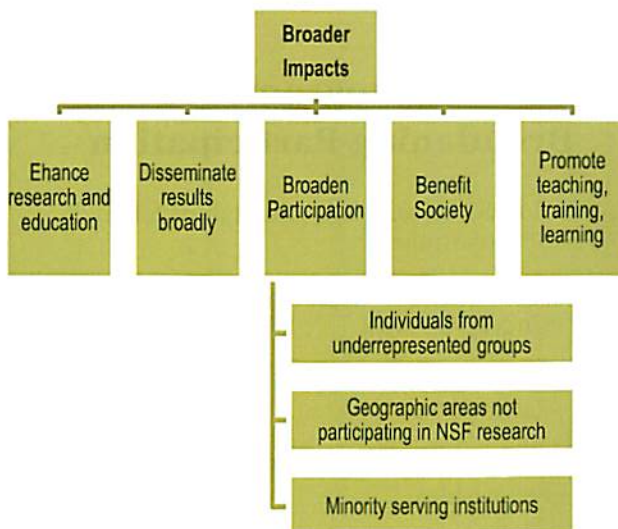 Broader
Impacts
Ehance
research and
education
Disseminate
results
broadly
Broaden
Participation
Benefit
Society
Promote
teaching,
training,
learning
Individuals from
underrepresented groups
Geographic areas not
participating in NSF research
Minority serving institutions